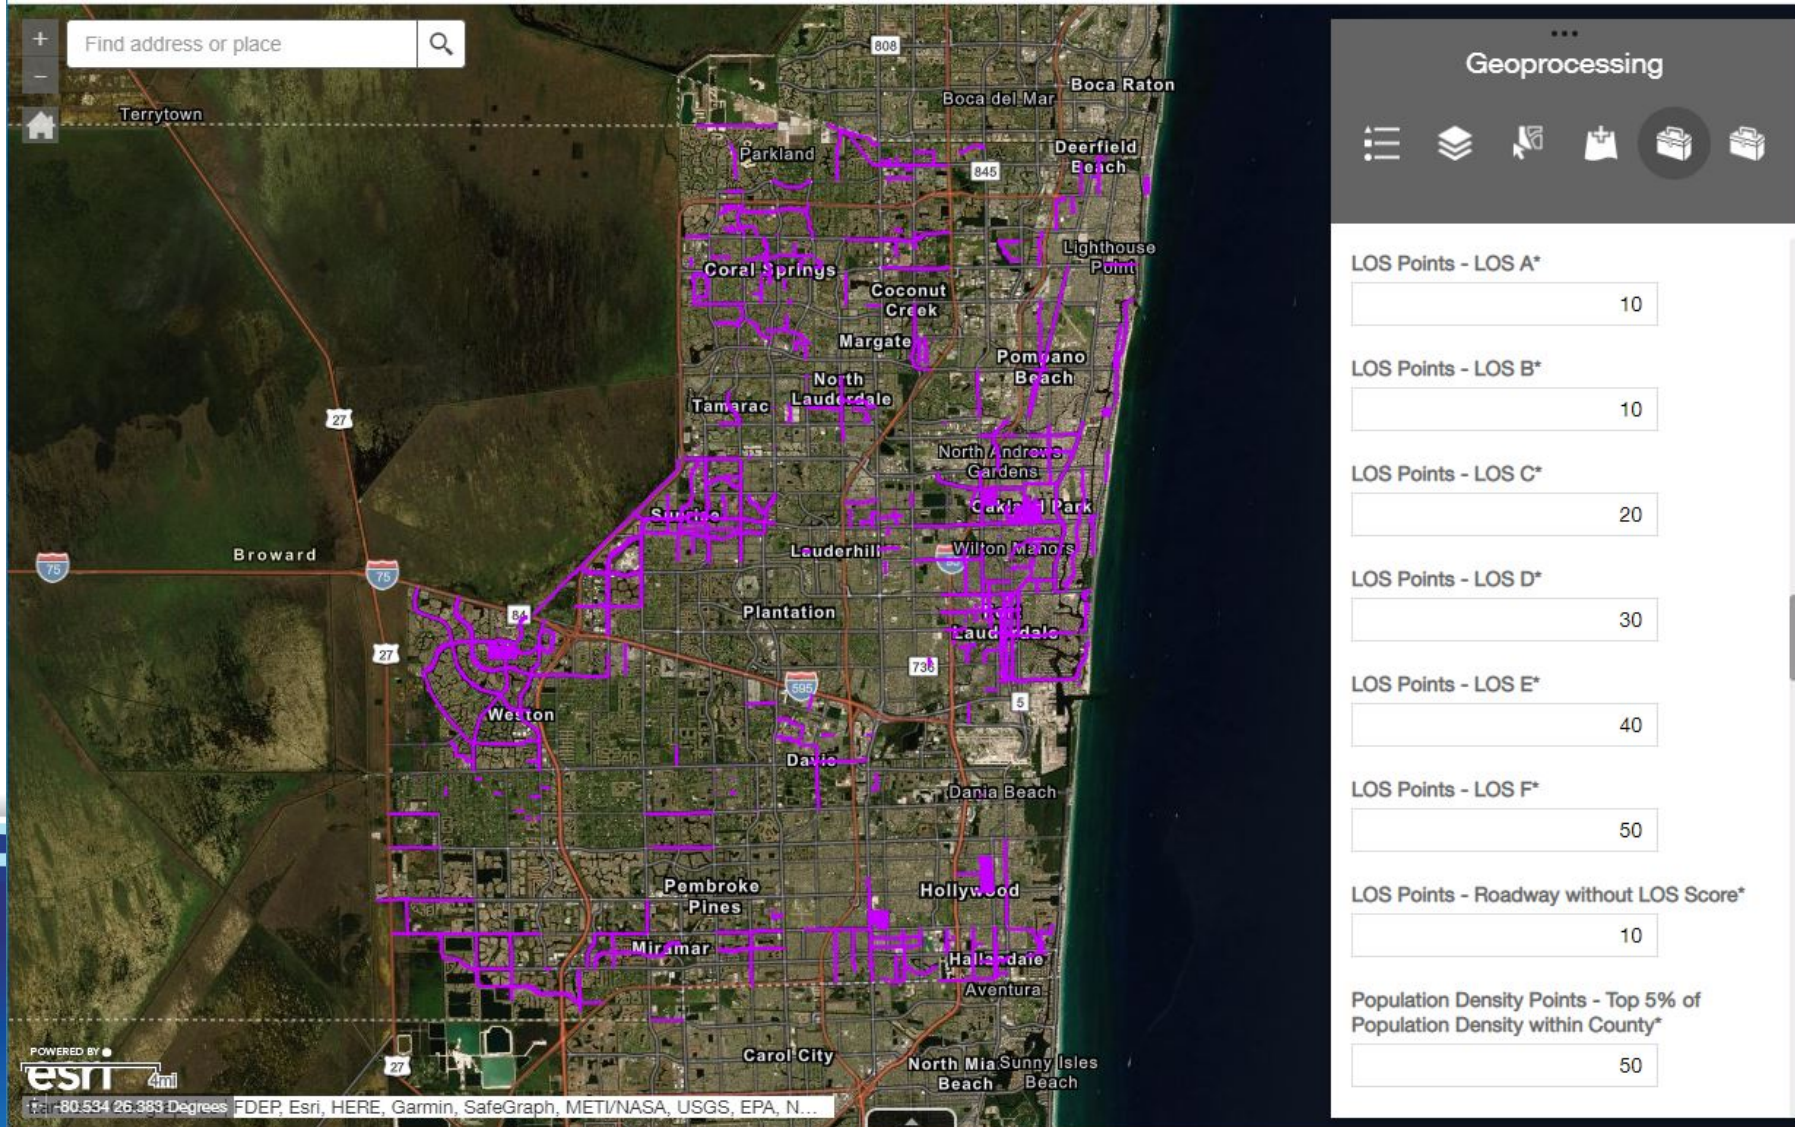 Find address or place
808
Boca Raton
Boca del Mar
Terrytown
Parkland
Deerfield
Beach
845
Lighthouse
Point
Coral Springs
Coconut
Creek
Margate
Pompano
Beach
North
Lauderdale
Tamarac
27
North Andrews
Gardens
Oakland Park
Sunrise
Broward
Lauderhill
Wilton Manors
75
75
95
84
Plantation
Lauderdale
27
736
595
5
Weston
Davie
Dania Beach
Pembroke
Pines
Hollywood
Miramar
Hallandale
Aventura
Carol City
North Mia
Beach
Sunny Isles
Beach
27
POWERED BY
esri
4mi
-80.534 26.383 Degrees
FDEP, Esri, HERE, Garmin, SafeGraph, METI/NASA, USGS, EPA, N...
Geoprocessing
LOS Points - LOS A*
10
LOS Points - LOS B*
10
LOS Points - LOS C*
20
LOS Points - LOS D*
30
LOS Points - LOS E*
40
LOS Points - LOS F*
50
LOS Points - Roadway without LOS Score*
10
Population Density Points - Top 5% of
Population Density within County*
50